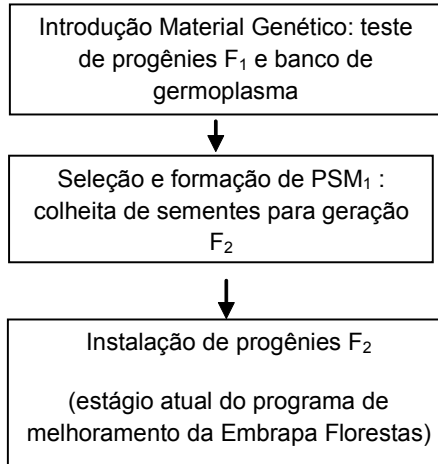 Introdução Material Genético: teste
de progênies F₁ e banco de
germoplasma
Seleção e formação de PSM₁ :
colheita de sementes para geração
F₂
Instalação de progênies F₂
(estágio atual do programa de
melhoramento da Embrapa Florestas)